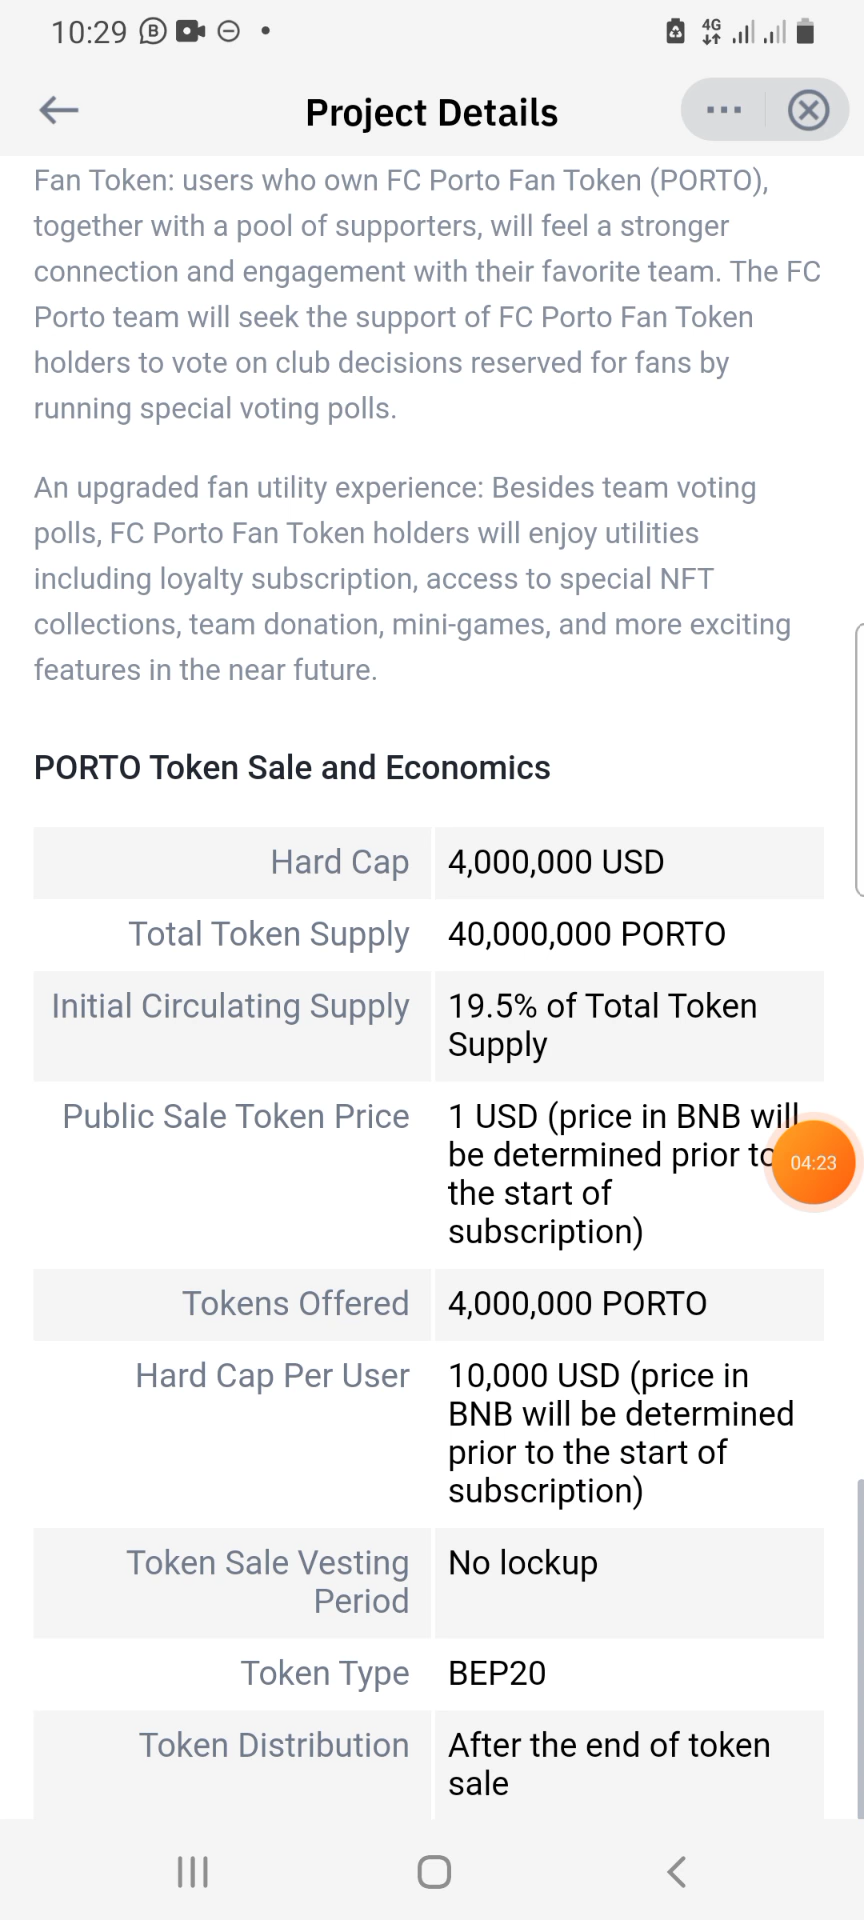 10:29
4G
Project Details
Fan Token: users who own FC Porto Fan Token (PORTO),
together with a pool of supporters, will feel a stronger
connection and engagement with their favorite team. The FC
Porto team will seek the support of FC Porto Fan Token
holders to vote on club decisions reserved for fans by
running special voting polls.
An upgraded fan utility experience: Besides team voting
polls, FC Porto Fan Token holders will enjoy utilities
including loyalty subscription, access to special NFT
collections, team donation, mini-games, and more exciting
features in the near future.
PORTO Token Sale and Economics
Hard Cap 4,000,000 USD
Total Token Supply 40,000,000 PORTO
Initial Circulating Supply 19.5% of Total Token
Supply
Public Sale Token Price 1 USD (price in BNB will
be determined prior to
the start of
subscription)
04:23
Tokens Offered 4,000,000 PORTO
Hard Cap Per User 10,000 USD (price in
BNB will be determined
prior to the start of
subscription)
Token Sale Vesting No lockup
Period
Token Type BEP20
Token Distribution After the end of token
sale